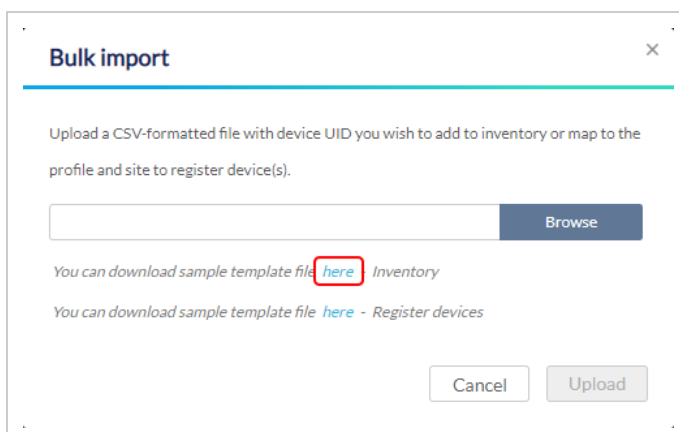 Bulk import
Upload a CSV-formatted file with device UID you wish to add to inventory or map to the
profile and site to register device(s).
Browse
You can download sample template file here - Inventory
You can download sample template file here - Register devices
Cancel Upload